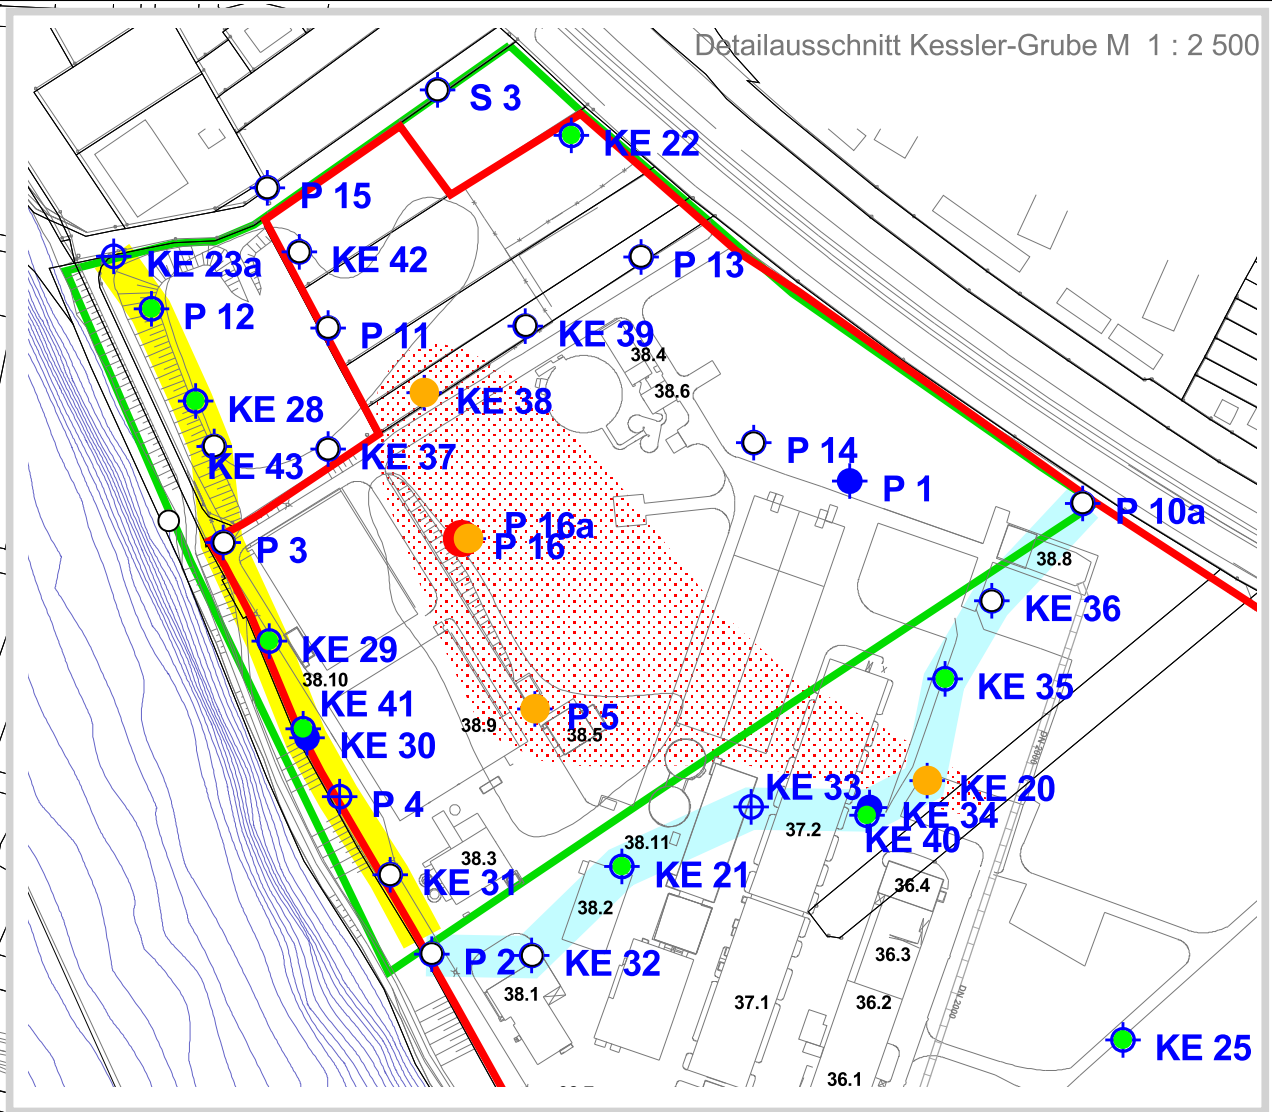 Detailausschnitt Kessler-Grube M 1 : 2 500
S 3
KE 22
P 15
KE 42
KE 23a
P 13
P 12
P 11
KE 39
38.4
38.6
KE 38
KE 28
KE 43
KE 37
P 14
P 1
P 10a
P 16a
P 16
P 3
38.8
KE 36
KE 29
38.10
KE 35
KE 41
KE 30
38.9
P 5
38.5
DN 2000
KE 33
KE 20
P 4
KE 34
37.2
KE 40
38.11
38.3
KE 31
KE 21
36.4
38.2
P 2
KE 32
36.3
38.1
37.1
36.2
DN 2000
KE 25
36.1